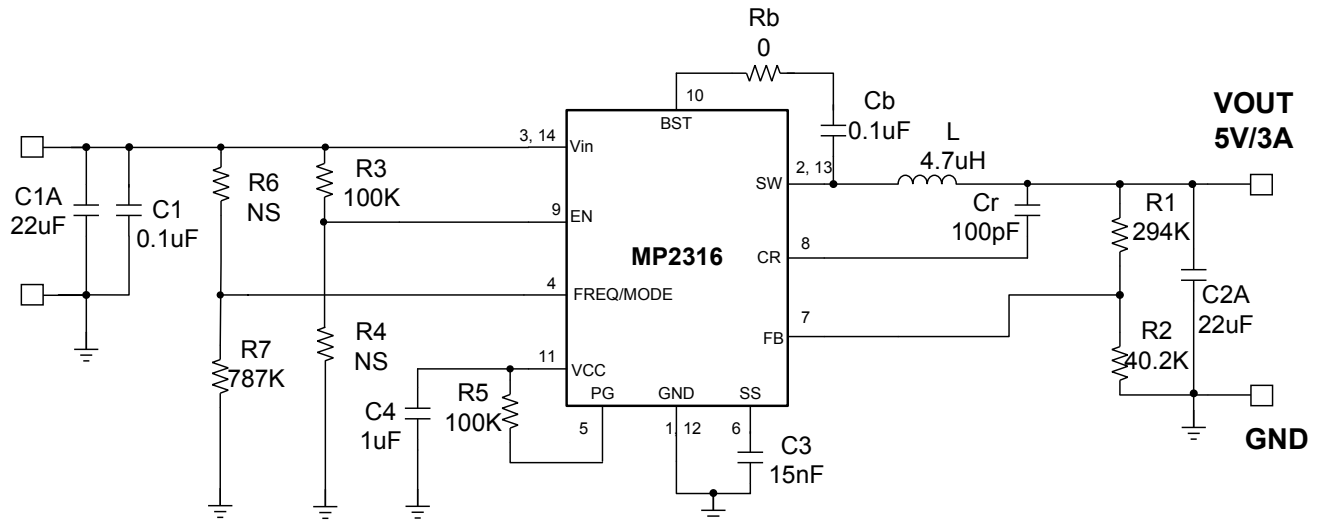 Rb
0
10
BST
Cb
0.1uF
L
4.7uH
VOUT
5V/3A
3, 14
Vin
2, 13
SW
R6
NS
R3
100K
C1A
22uF
C1
0.1uF
9
EN
Cr
100pF
R1
294K
MP2316
8
CR
4
FREQ/MODE
C2A
22uF
7
FB
R2
40.2K
R7
787K
R4
NS
11
VCC
R5
100K
PG
GND
SS
C4
1uF
5
1, 12
6
C3
15nF
GND